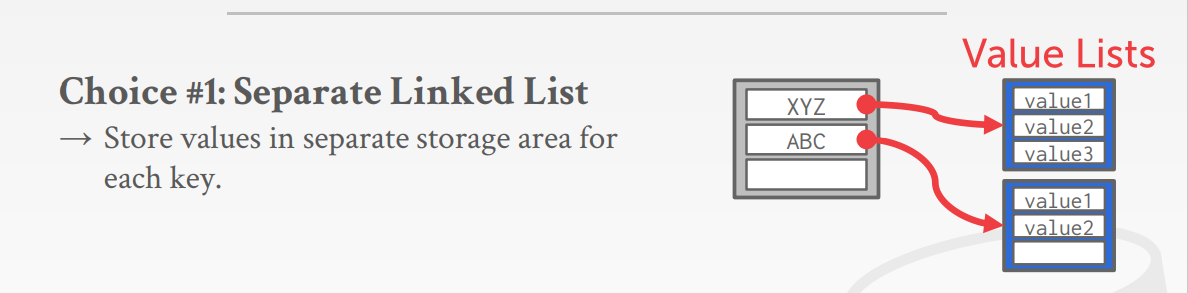 Value Lists
Choice #1: Separate Linked List
→ Store values in separate storage area for
each key.
XYZ
ABC
value1
value2
value3
value1
value2